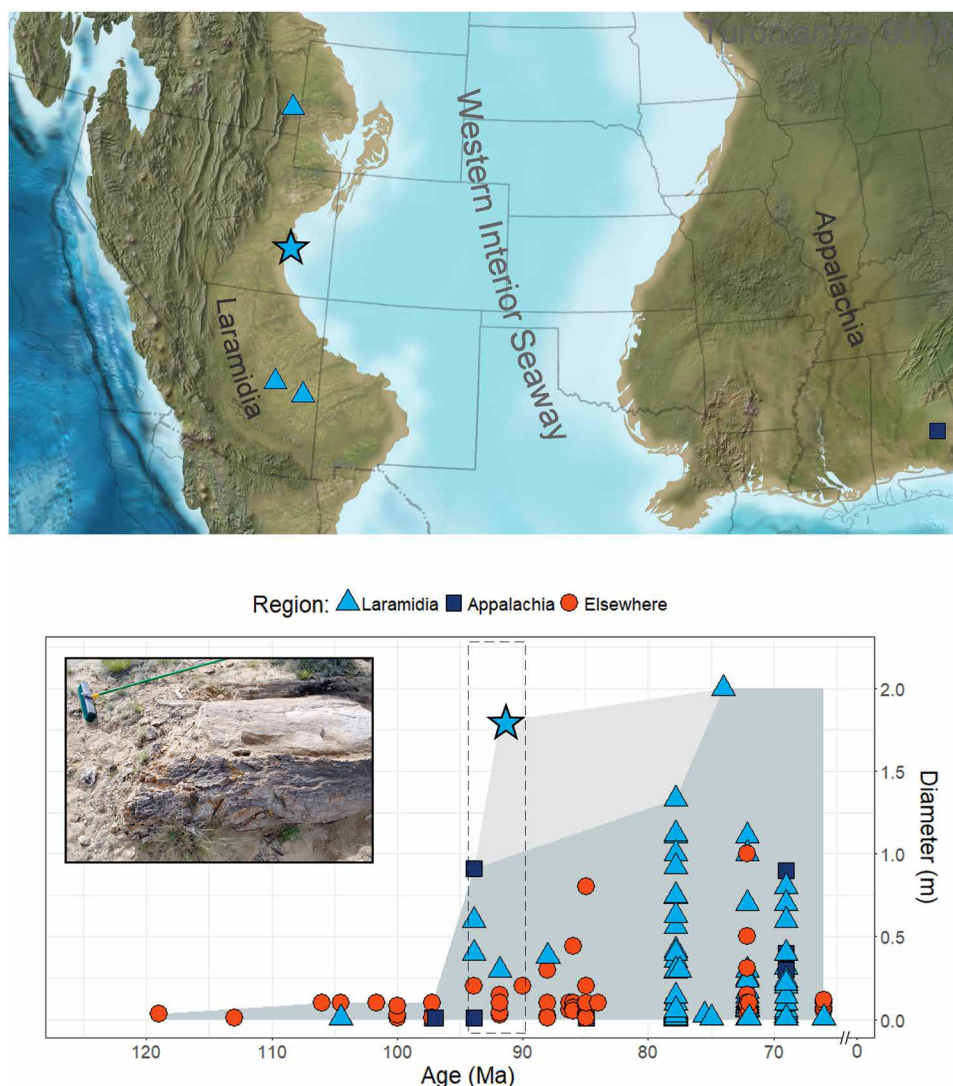 Turonian
Western Interior Seaway
Laramidia
Appalachia
Region: Laramidia Appalachia Elsewhere
2.0
1.5
1.0
0.5
0.0
Diameter (m)
120 110 100 90 80 70 0
Age (Ma)